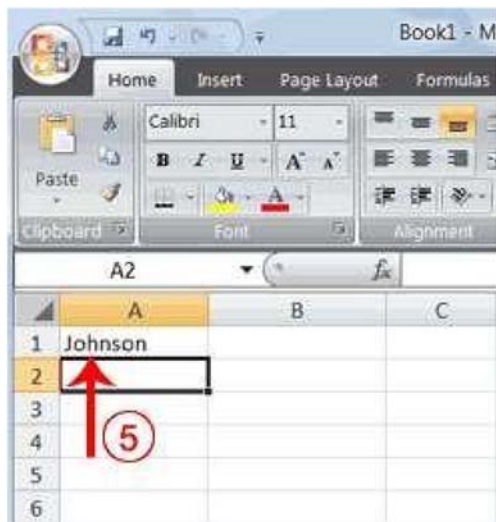 Book1 - M
Home Insert Page Layout Formulas
Calibri 11
B I U A A
Paste
A
Clipboard Font Alignment
A2 fx
A B C
1 Johnson
2
3
4
5
6
5